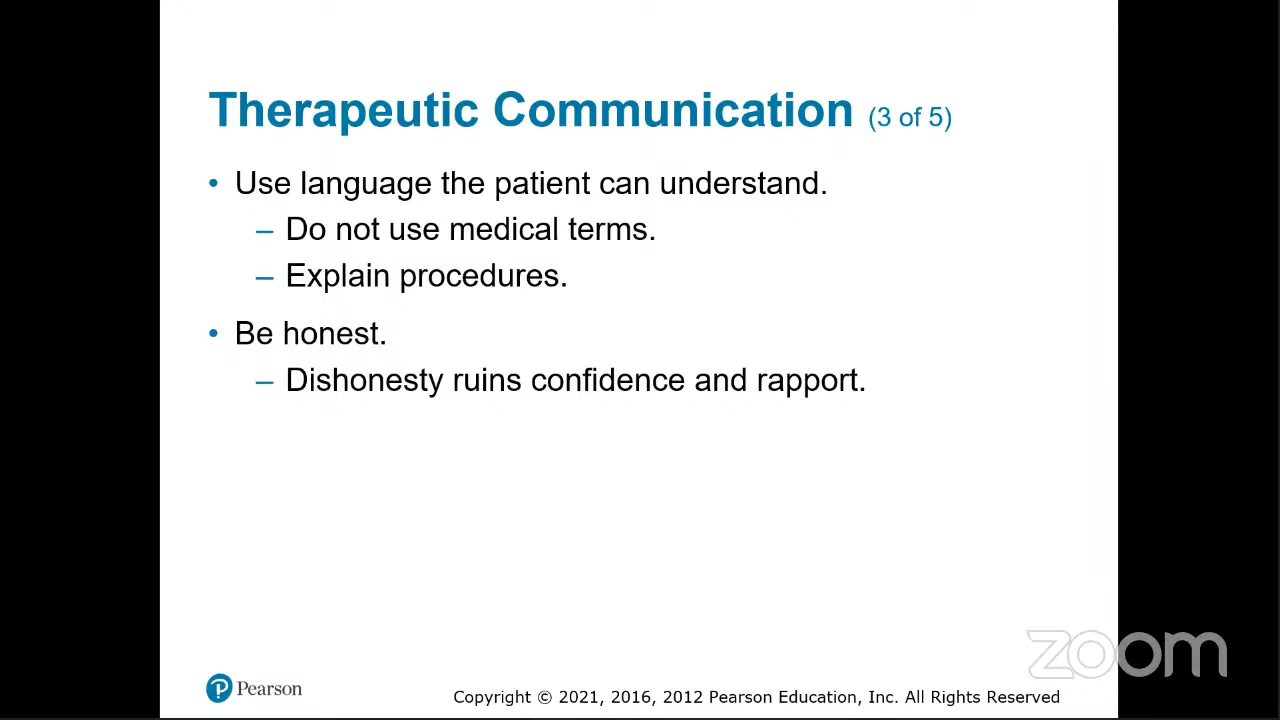 Therapeutic Communication (3 of 5)
• Use language the patient can understand.
– Do not use medical terms.
– Explain procedures.
• Be honest.
– Dishonesty ruins confidence and rapport.
zoom
Pearson
Copyright © 2021, 2016, 2012 Pearson Education, Inc. All Rights Reserved